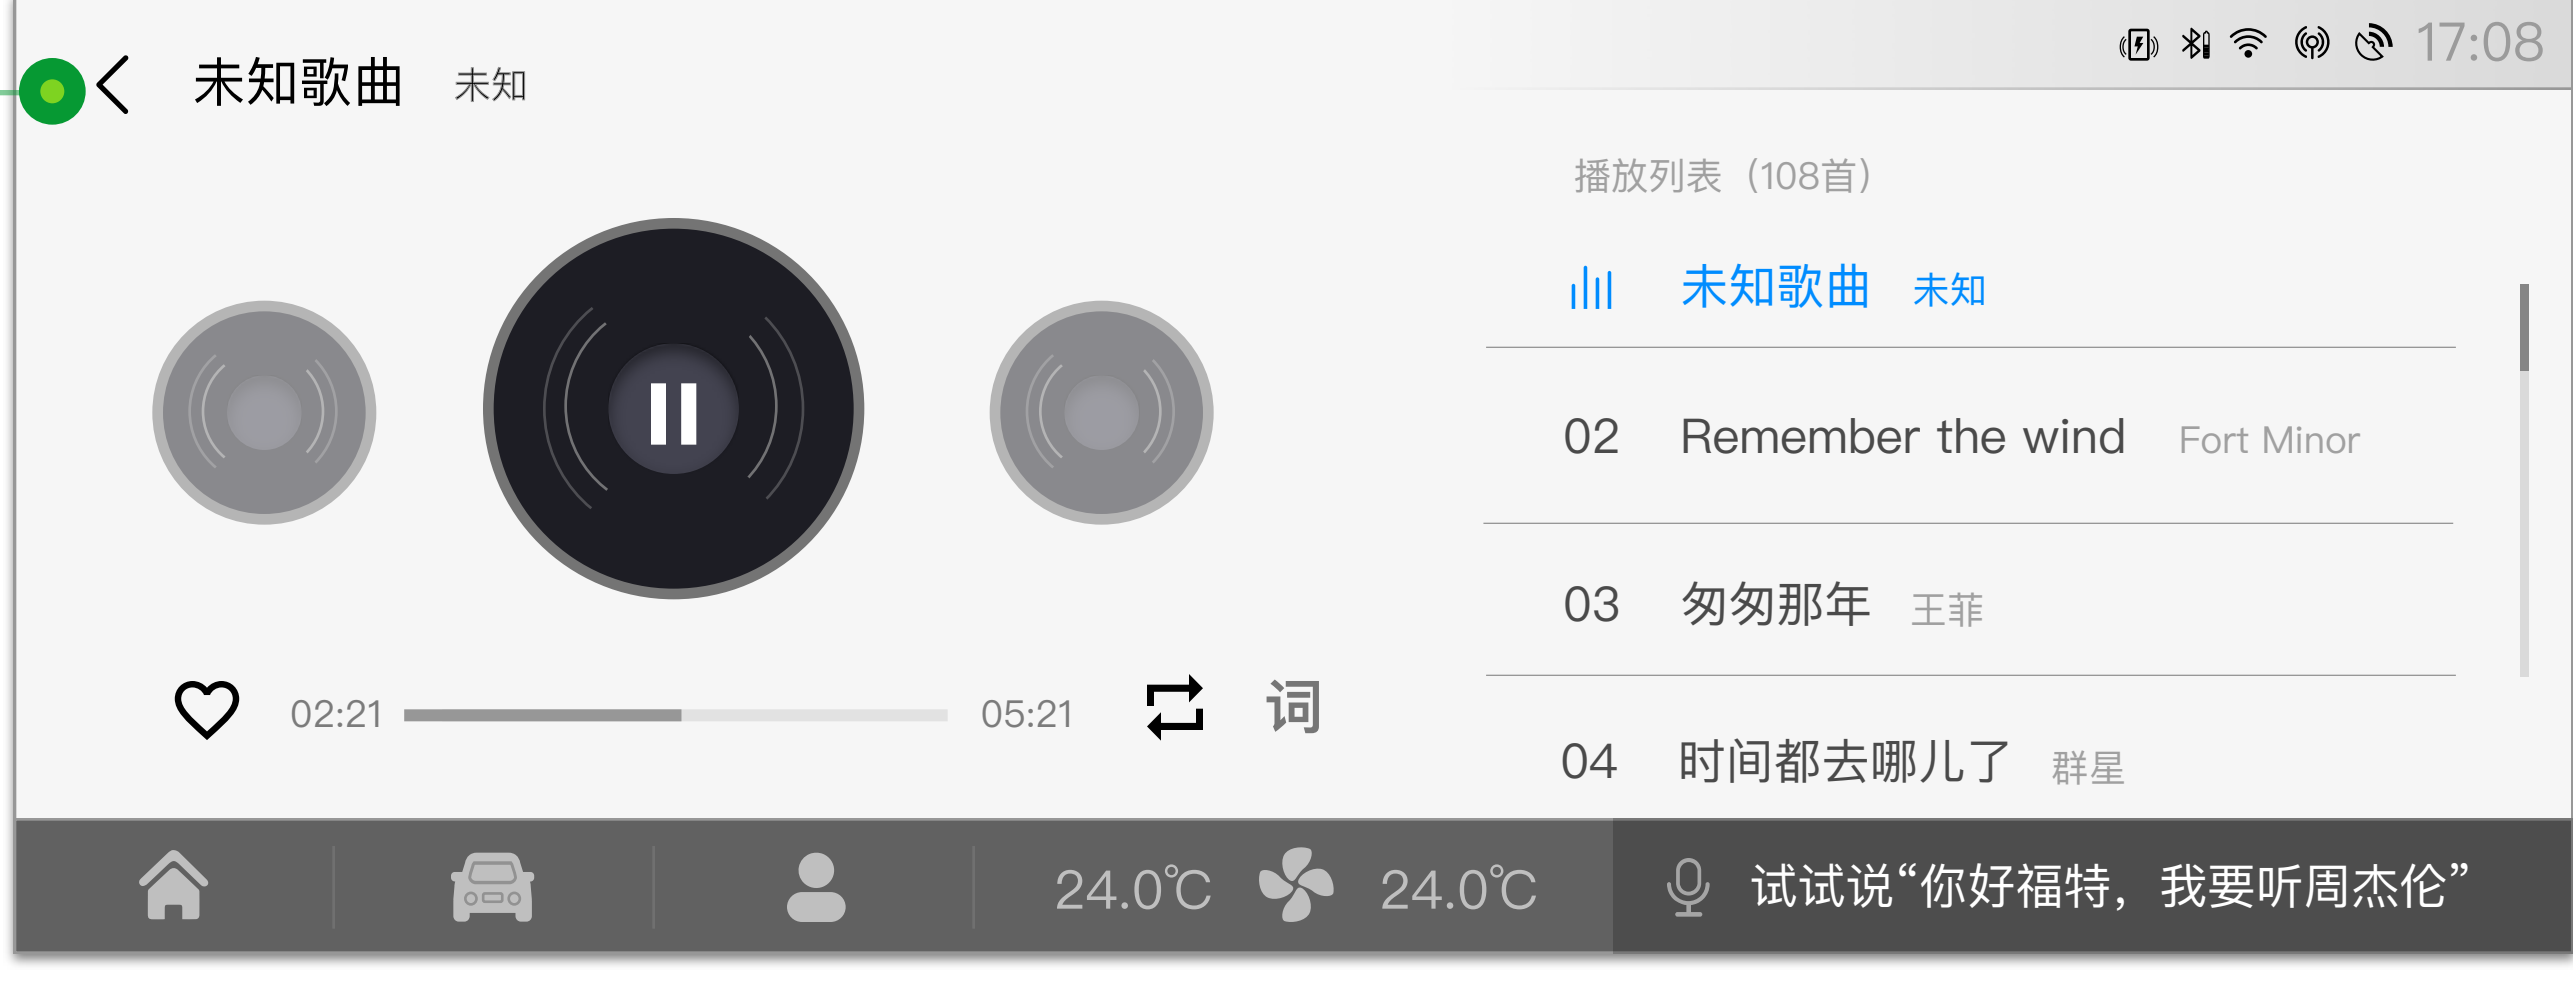 17:08
未知歌曲 未知
播放列表（108首）
未知歌曲 未知
02 Remember the wind Fort Minor
03 匆匆那年 王菲
04 时间都去哪儿了 群星
02:21 05:21 词
24.0℃ 24.0℃
试试说“你好福特，我要听周杰伦”